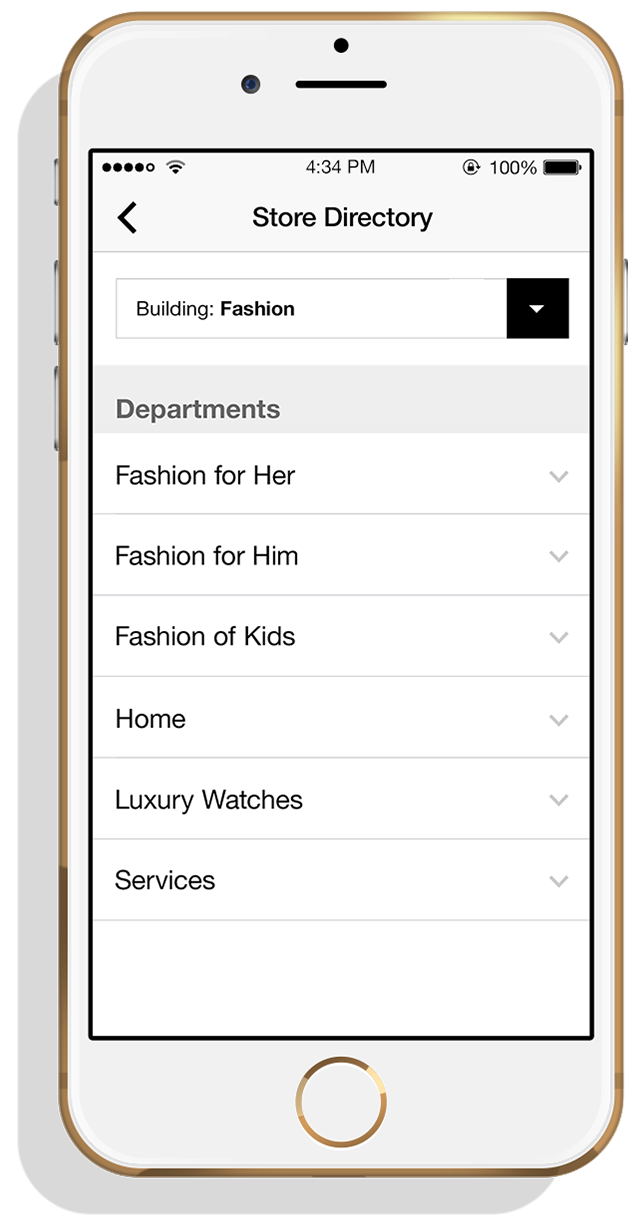 4:34 PM
100%
Store Directory
Building: Fashion
Departments
Fashion for Her
Fashion for Him
Fashion of Kids
Home
Luxury Watches
Services